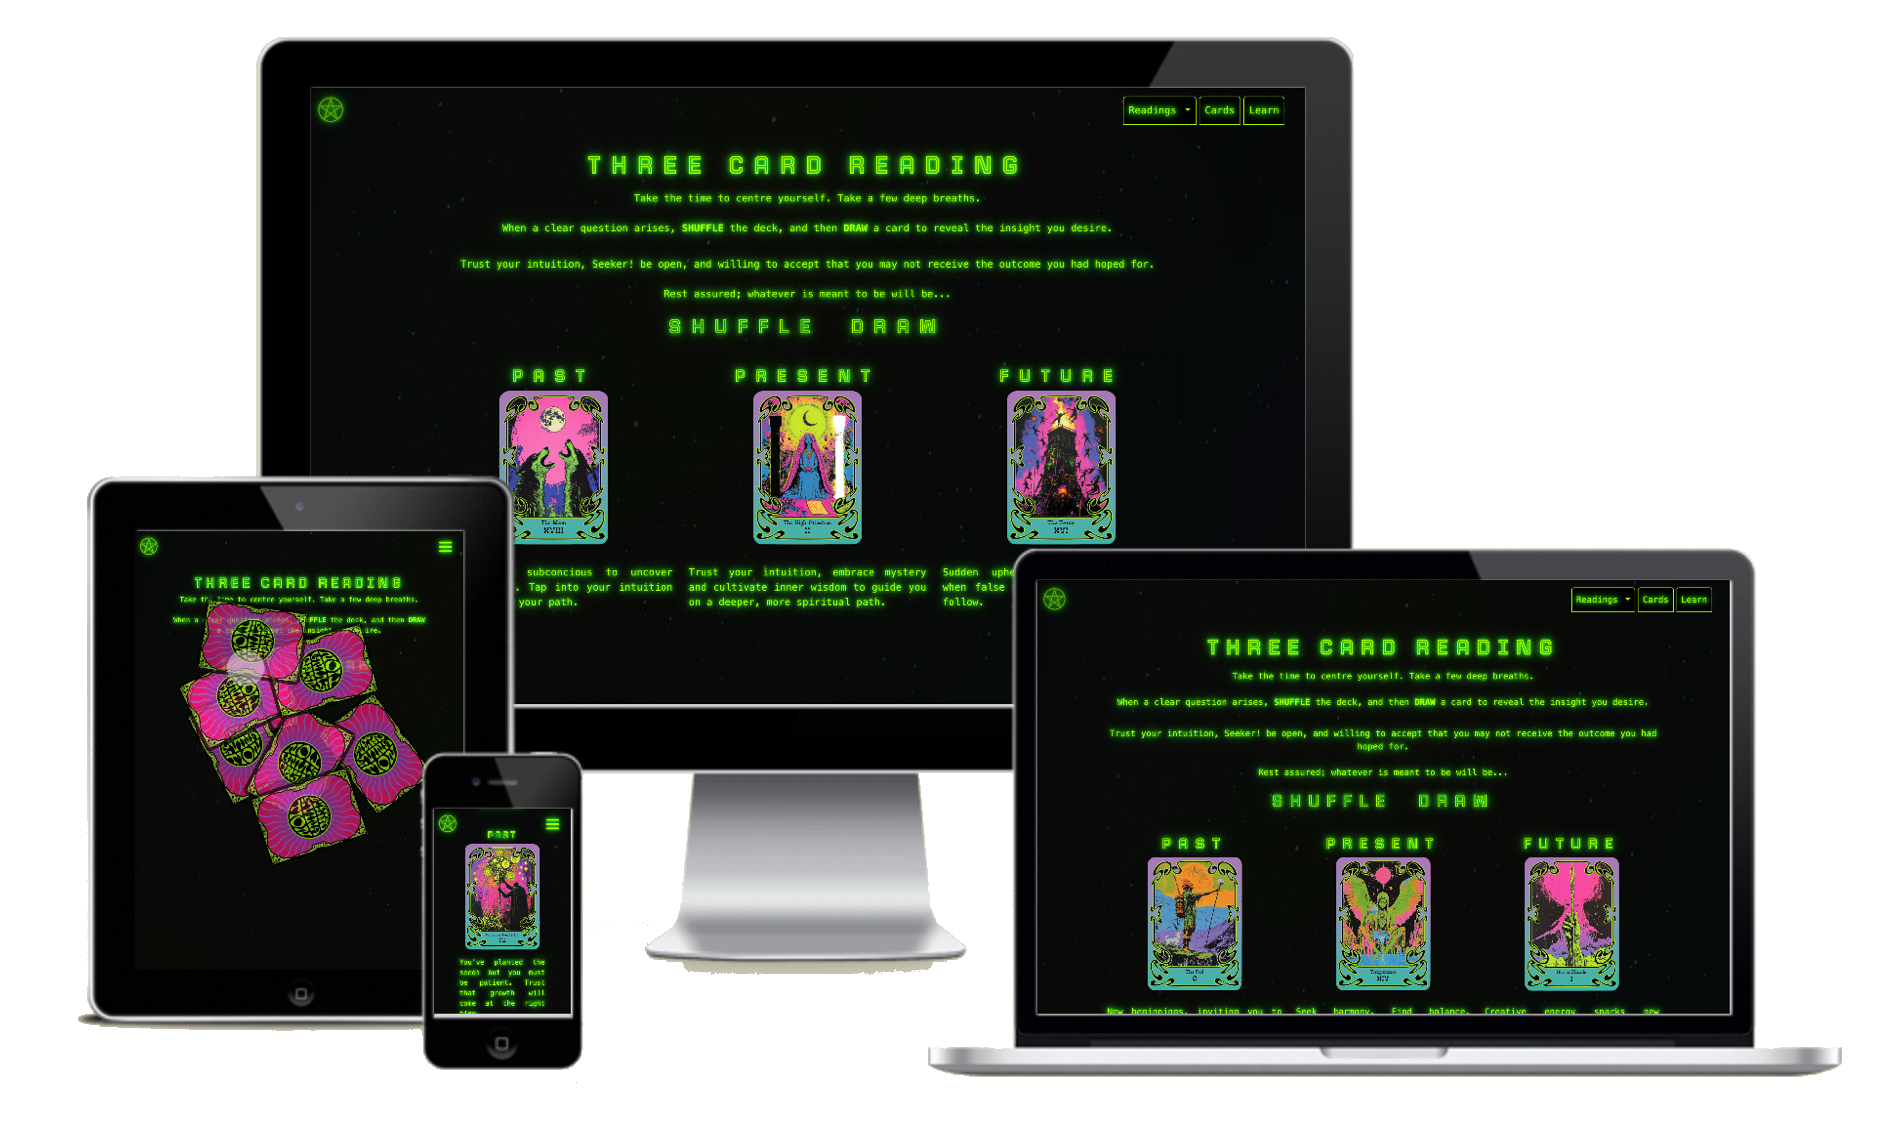 Readings Cards Learn
THREE CARD READING
Take the time to centre yourself. Take a few deep breaths.
When a clear question arises, SHUFFLE the deck, and then DRAW a card to reveal the insight you desire.
Trust your intuition, Seeker! be open, and willing to accept that you may not receive the outcome you had hoped for.
Rest assured; whatever is meant to be will be...
SHUFFLE DRAW
PAST PRESENT FUTURE
The Moon
XVIII
The High Priestess
II
The Tower
XVI
subconcious to uncover
. Tap into your intuition
your path.
Trust your intuition, embrace mystery
and cultivate inner wisdom to guide you
on a deeper, more spiritual path.
Sudden uphe
when false
follow.
THREE CARD READING
Take the time to centre yourself. Take a few deep breaths.
When a clear FFLE the deck, and then DRAW
PAST
You've planted the
seeds but you must
be patient. Trust
that growth will
come at the right
time.
Readings Cards Learn
THREE CARD READING
Take the time to centre yourself. Take a few deep breaths.
When a clear question arises, SHUFFLE the deck, and then DRAW a card to reveal the insight you desire.
Trust your intuition, Seeker! be open, and willing to accept that you may not receive the outcome you had
hoped for.
Rest assured; whatever is meant to be will be...
SHUFFLE DRAW
PAST PRESENT FUTURE
The Fool
0
Temperance
XIV
I
New beginnings, inviting you to
Seek harmony. Find balance.
Creative energy sparks new